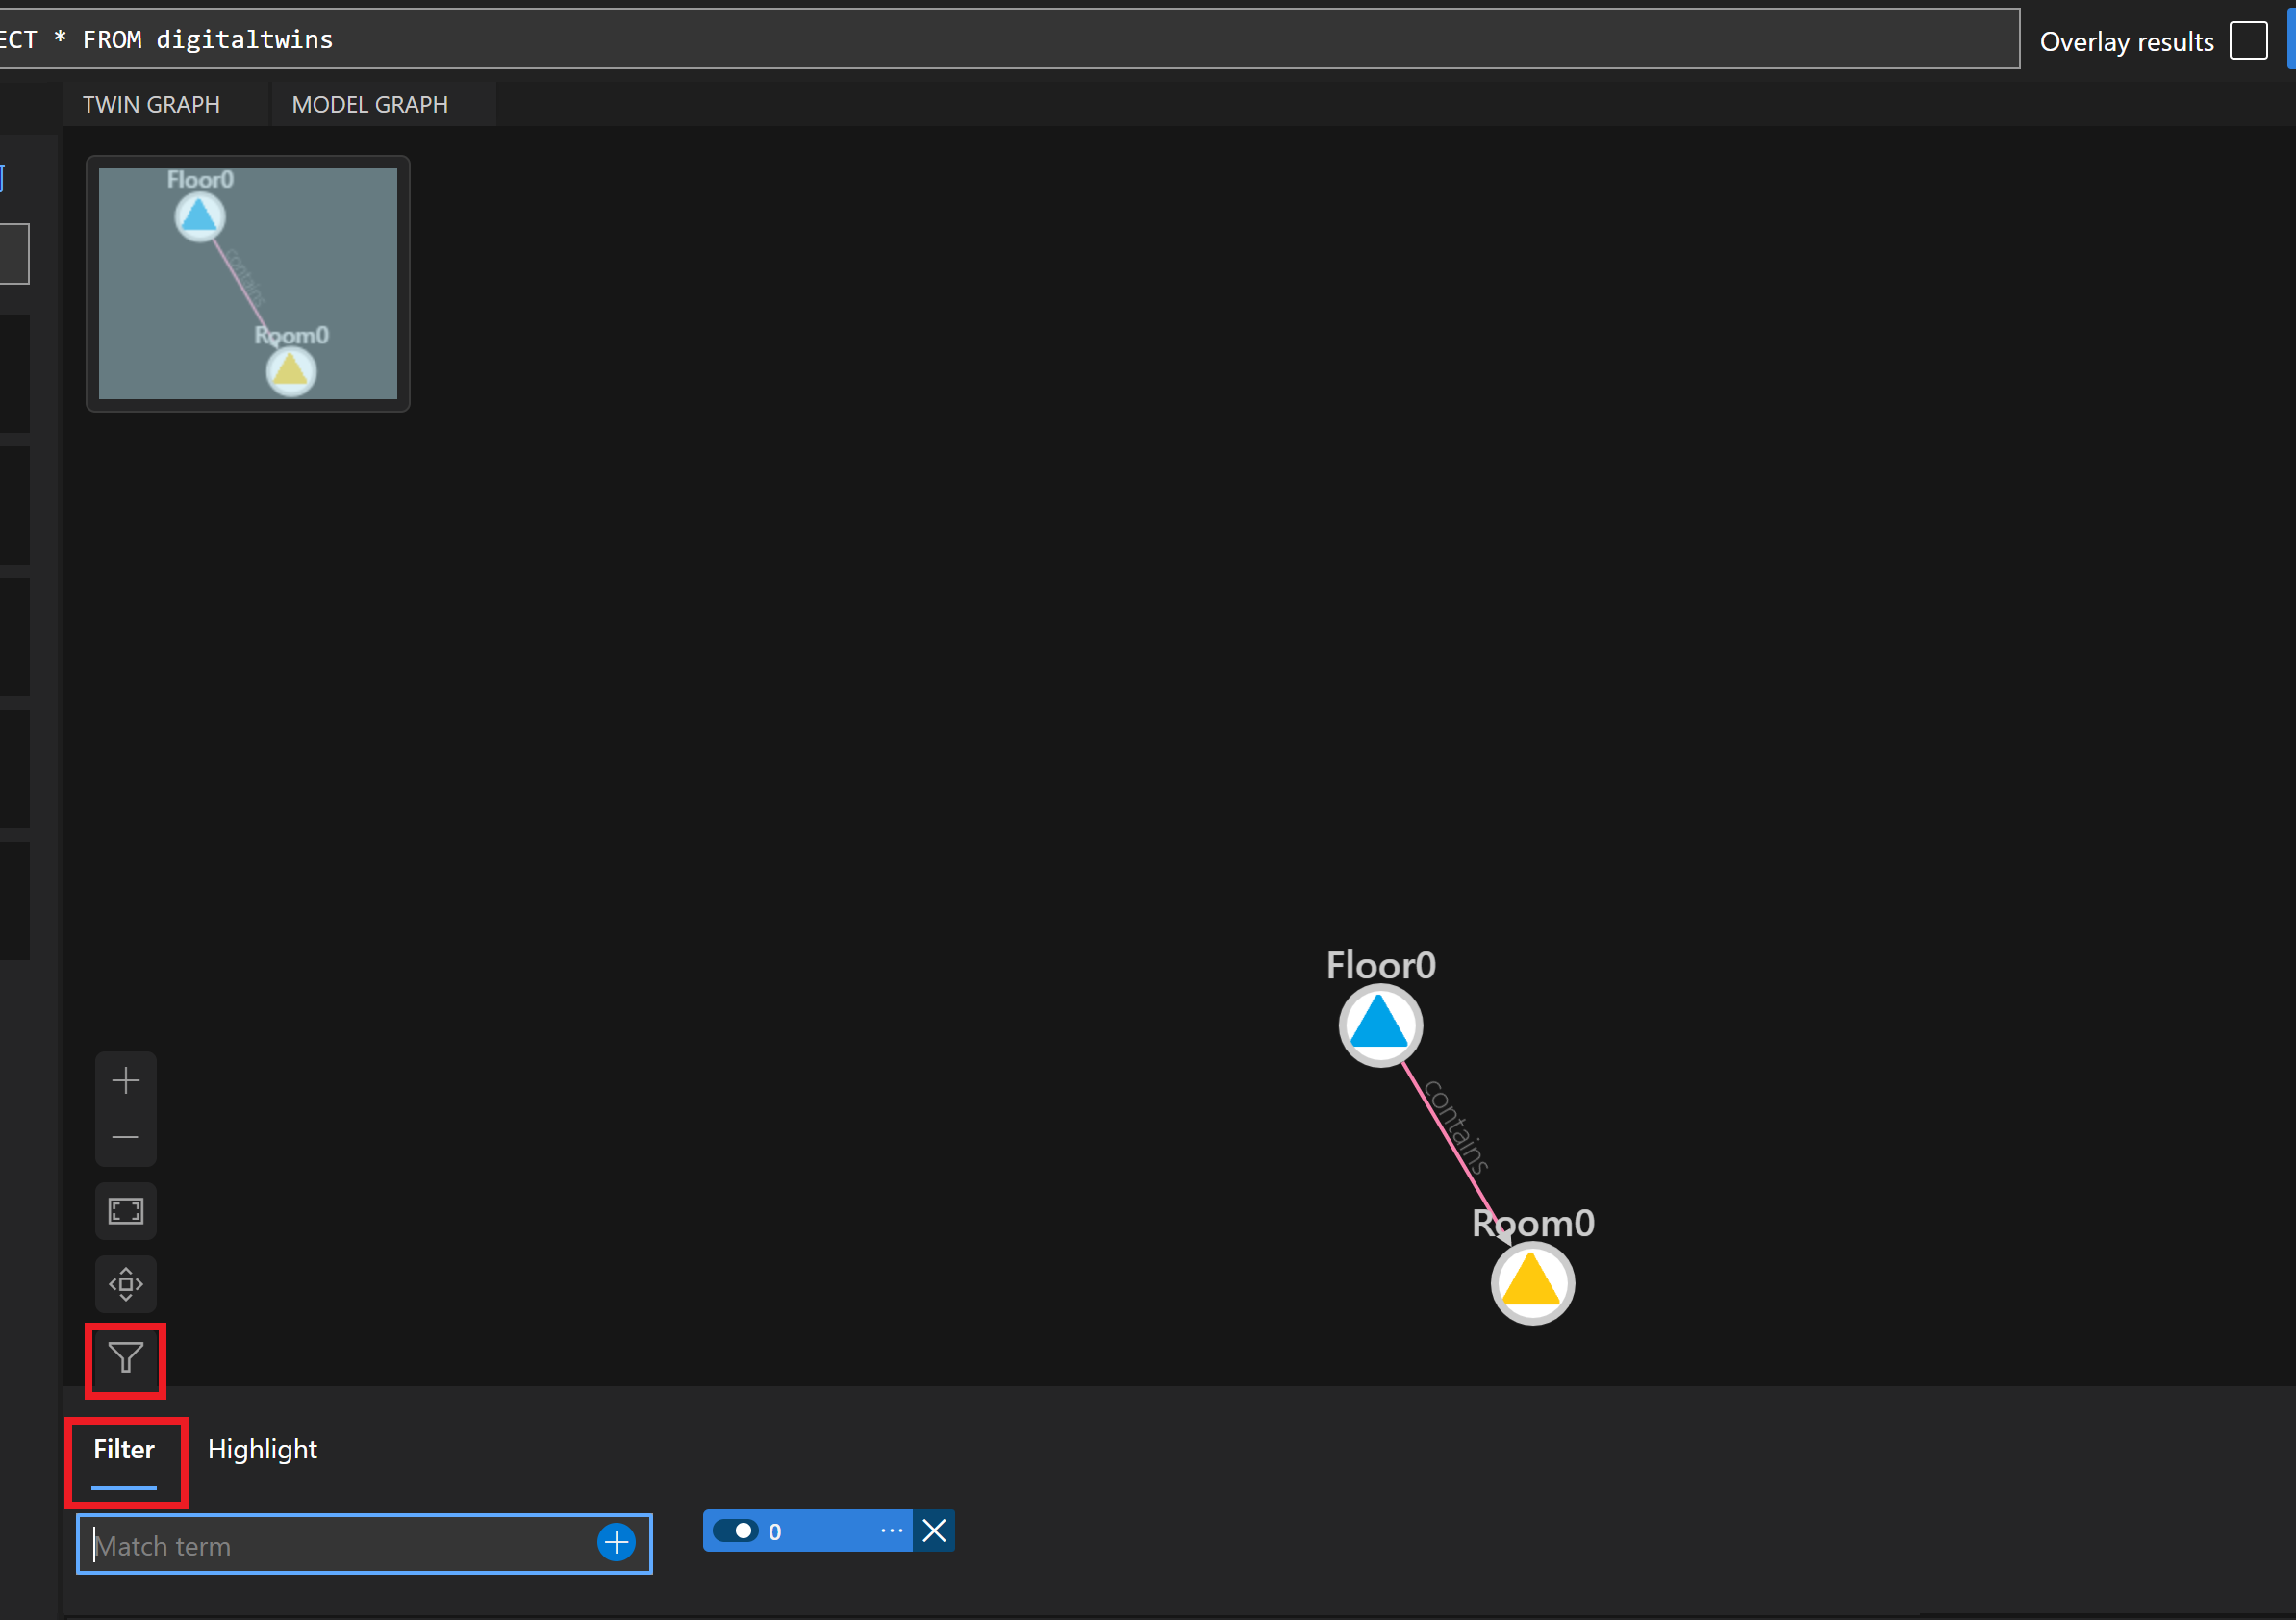 ECT * FROM digitaltwins
Overlay results
TWIN GRAPH
MODEL GRAPH
Floor0
contains
Room0
Floor0
contains
Room0
Filter
Highlight
Match term
0